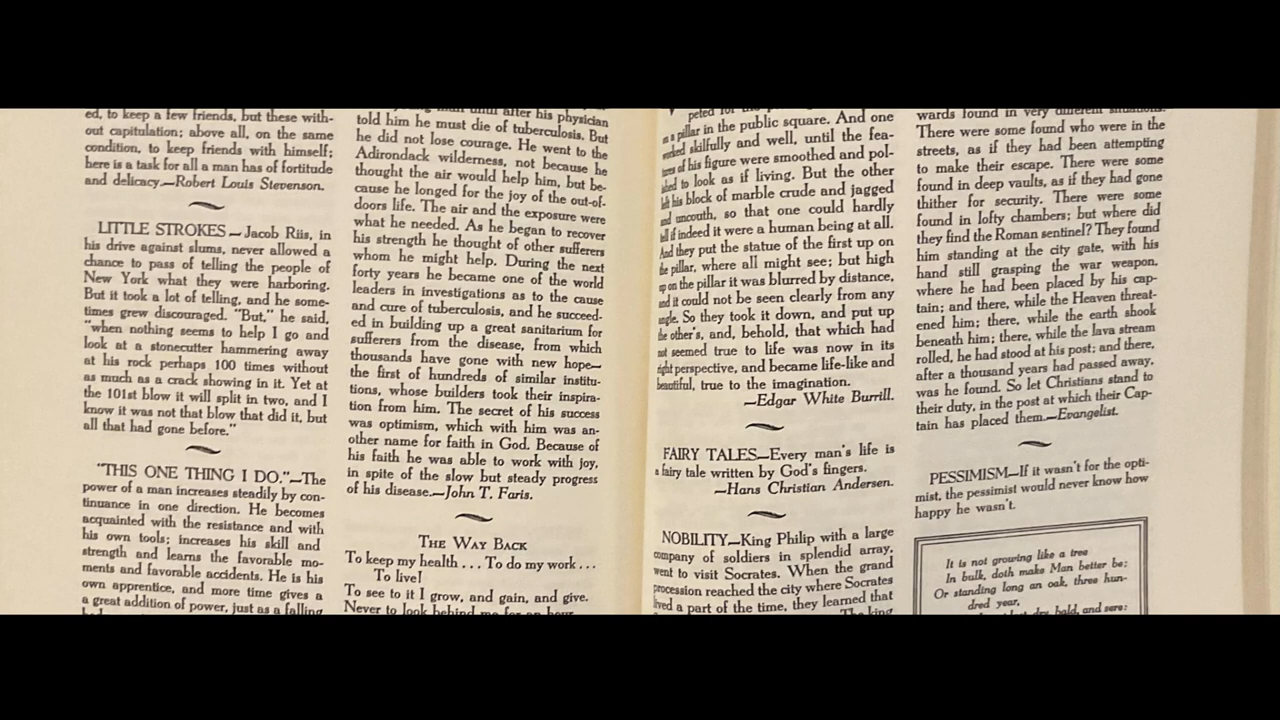 ed, to keep a few friends, but these with-
out capitulation; above all, on the same
condition, to keep friends with himself;
here is a task for all a man has of fortitude
and delicacy.—Robert Louis Stevenson.
LITTLE STROKES—Jacob Riis, in
his drive against slums, never allowed a
chance to pass of telling the people of
New York what they were harboring.
But it took a lot of telling, and he some-
times grew discouraged. "But," he said,
"when nothing seems to help I go and
look at a stonecutter hammering away
at his rock perhaps 100 times without
as much as a crack showing in it. Yet at
the 101st blow it will split in two, and I
know it was not that blow that did it, but
all that had gone before."
"THIS ONE THING I DO."—The
power of a man increases steadily by con-
tinuance in one direction. He becomes
acquainted with the resistance and with
his own tools; increases his skill and
strength and learns the favorable mo-
ments and favorable accidents. He is his
own apprentice, and more time gives a
a great addition of power, just as a falling
until after his physician
told him he must die of tuberculosis. But
he did not lose courage. He went to the
Adirondack wilderness, not because he
thought the air would help him, but be-
cause he longed for the joy of the out-of-
doors life. The air and the exposure were
what he needed. As he began to recover
his strength he thought of other sufferers
whom he might help. During the next
forty years he became one of the world
leaders in investigations as to the cause
and cure of tuberculosis, and he succeed-
ed in building up a great sanitarium for
sufferers from the disease, from which
thousands have gone with new hope—
the first of hundreds of similar institu-
tions, whose builders took their inspira-
tion from him. The secret of his success
was optimism, which with him was an-
other name for faith in God. Because of
his faith he was able to work with joy,
in spite of the slow but steady progress
of his disease.—John T. Faris.
THE WAY BACK
To keep my health . . . To do my work . . .
To live!
To see to it I grow, and gain, and give.
Never to look behind me for an hour
peted for the
on a pillar in the public square. And one
worked skilfully and well, until the fea-
tures of his figure were smoothed and pol-
ished to look as if living. But the other
left his block of marble crude and jagged
and uncouth, so that one could hardly
tell if indeed it were a human being at all.
And they put the statue of the first up on
the pillar, where all might see; but high
up on the pillar it was blurred by distance,
and it could not be seen clearly from any
angle. So they took it down, and put up
the other's, and, behold, that which had
not seemed true to life was now in its
right perspective, and became life-like and
beautiful, true to the imagination.
—Edgar White Burrill.
FAIRY TALES—Every man's life is
a fairy tale written by God's fingers.
—Hans Christian Andersen.
NOBILITY—King Philip with a large
company of soldiers in splendid array,
went to visit Socrates. When the grand
procession reached the city where Socrates
lived a part of the time, they learned that
The king
wards found in very different situations.
There were some found who were in the
streets, as if they had been attempting
to make their escape. There were some
found in deep vaults, as if they had gone
thither for security. There were some
found in lofty chambers; but where did
they find the Roman sentinel? They found
him standing at the city gate, with his
hand still grasping the war weapon,
where he had been placed by his cap-
tain; and there, while the Heaven threat-
ened him; there, while the earth shook
beneath him; there, while the lava stream
rolled, he had stood at his post; and there,
after a thousand years had passed away,
was he found. So let Christians stand to
their duty, in the post at which their Cap-
tain has placed them.—Evangelist.
PESSIMISM—If it wasn't for the opti-
mist, the pessimist would never know how
happy he wasn't.
It is not growing like a tree
In bulk, doth make Man better be;
Or standing long an oak, three hun-
dred year,
dry, bald, and sere: